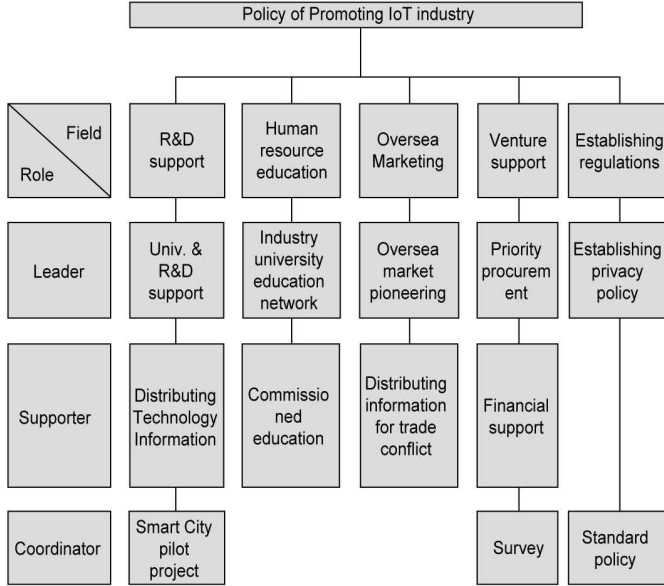 Policy of Promoting IoT industry
Field
Role
R&D
support
Human
resource
education
Oversea
Marketing
Venture
support
Establishing
regulations
Leader
Univ. &
R&D
support
Industry
university
education
network
Oversea
market
pioneering
Priority
procurem
ent
Establishing
privacy
policy
Supporter
Distributing
Technology
Information
Commissio
ned
education
Distributing
information
for trade
conflict
Financial
support
Coordinator
Smart City
pilot
project
Survey
Standard
policy